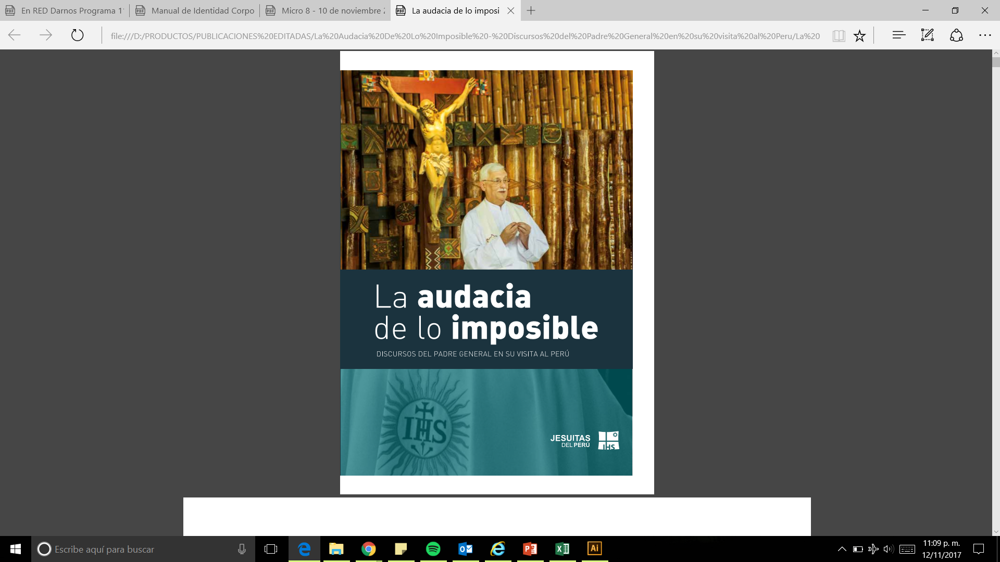 En RED Darnos Programa 1
Manual de Identidad Corpo
Micro 8 - 10 de noviembre
La audacia de lo imposi
file:///D:/PRODUCTOS/PUBLICACIONES%20EDITADAS/La%20Audacia%20De%20Lo%20Imposible%20-%20Discursos%20del%20Padre%20General%20en%20su%20visita%20al%20Peru/La%20
La audacia
de lo imposible
DISCURSOS DEL PADRE GENERAL EN SU VISITA AL PERÚ
IHS
JESUITAS
DEL PERÚ
IHS
Escribe aquí para buscar
11:09 p. m.
12/11/2017